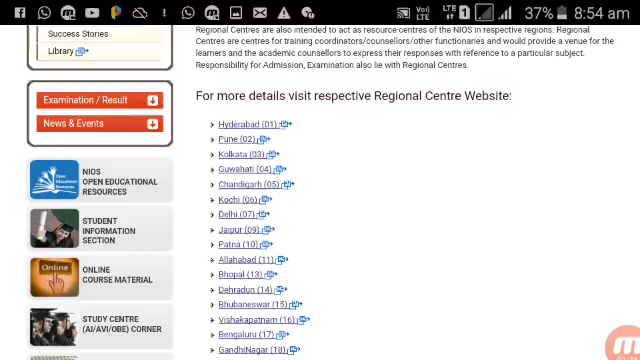 VoLTE
LTE
1
37%
8:54 am
Success Stories
Library
Examination / Result
News & Events
NIOS
OPEN EDUCATIONAL
RESOURCES
STUDENT
INFORMATION
SECTION
Online
ONLINE
COURSE MATERIAL
STUDY CENTRE
(AI/AVI/OBE) CORNER
Regional Centres are also intended to act as resource centres of the NIOS in respective regions. Regional
Centres are centres for training coordinators/counsellors/other functionaries and would provide a venue for the
learners and the academic counsellors to express their responses with reference to a particular subject.
Responsibility for Admission, Examination also lie with Regional Centres.
For more details visit respective Regional Centre Website:
Hyderabad (01)
Pune (02)
Kolkata (03)
Guwahati (04)
Chandigarh (05)
Kochi (06)
Delhi (07)
Jaipur (09)
Patna (10)
Allahabad (11)
Bhopal (13)
Dehradun (14)
Bhubaneswar (15)
Vishakapatnam (16)
Bengaluru (17)
GandhiNagar (18)